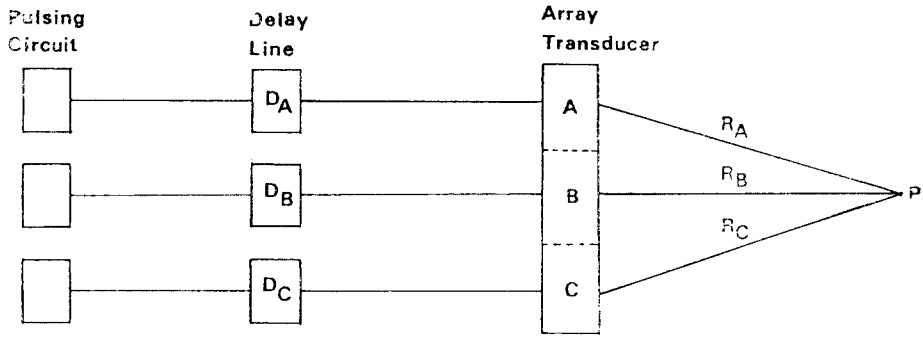 Pulsing
Circuit
Delay
Line
Array
Transducer
D_A
A
R_A
D_B
B
R_B
P
D_C
C
R_C